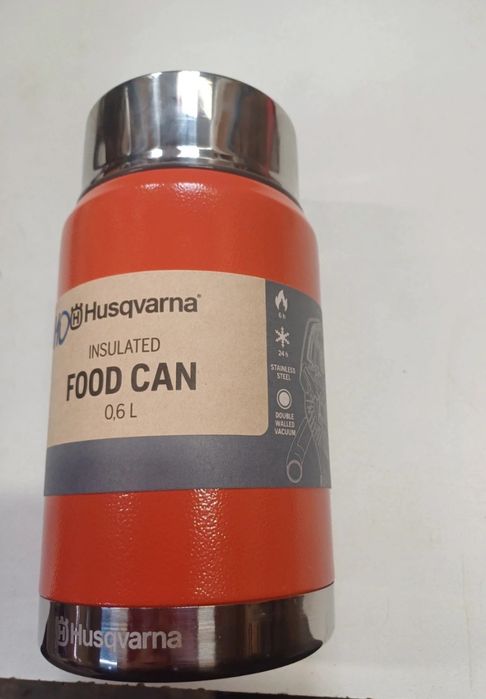 Husqvarna®
INSULATED
FOOD CAN
0,6 L
6 h
24 h
STAINLESS
STEEL
DOUBLE
WALLED
VACUUM
Husqvarna